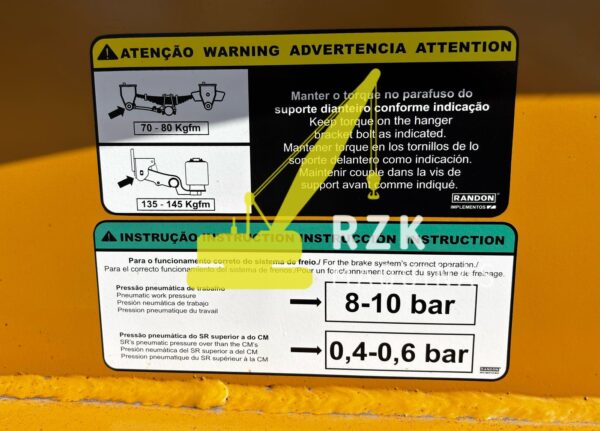 ATENÇÃO WARNING ADVERTENCIA ATTENTION
70 - 80 Kgfm
135 - 145 Kgfm
Manter o torque no parafuso do
suporte dianteiro conforme indicação
Keep torque on the hanger
bracket bolt as indicated.
Mantener torque en los tornillos de lo
soporte delantero como indicación.
Maintenir couple dans la vis de
support avant comme indiqué.
RANDON
IMPLEMENTOS
RZK
INSTRUÇÃO INSTRUCTION INSTRUCCIÓN INSTRUCTION
Para o funcionamento correto do sistema de freio./ For the brake system's correct operation./
Para el correcto funcionamiento del sistema de frenos./Pour un fonctionnement correct du système de freinage.
Pressão pneumática de trabalho
Pneumatic work pressure
Presión neumática de trabajo
Pression pneumatique du travail
8-10 bar
Pressão pneumática do SR superior a do CM
SR's pneumatic pressure over than the CM's
Presión neumática del SR superior a del CM
Pression pneumatique du SR supérieur à la CM
0,4-0,6 bar
RANDON